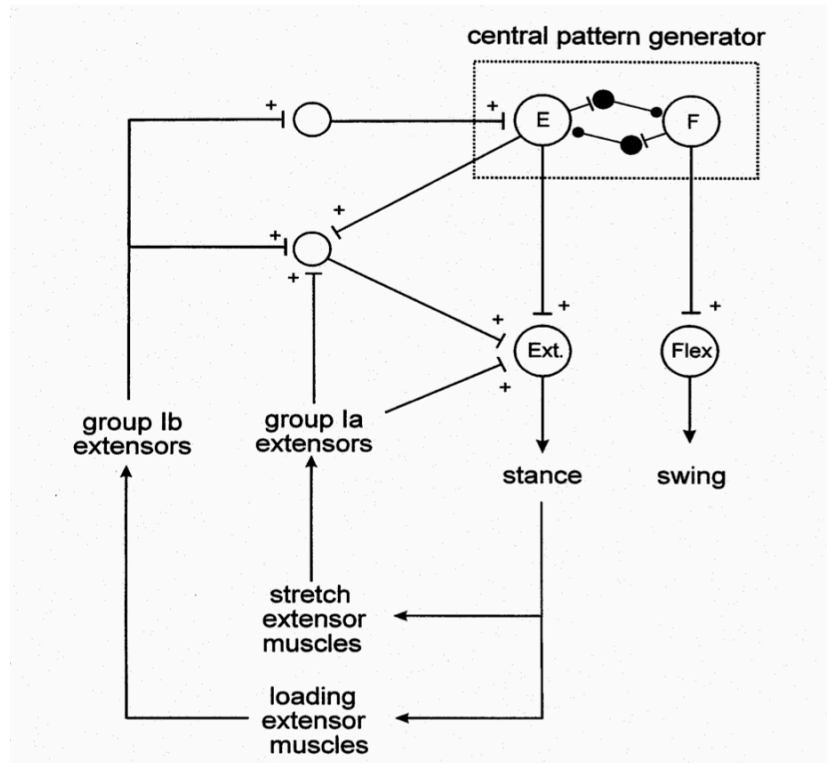 central pattern generator
+
+
E
F
+
+
+
+
+
+
Ext.
Flex
+
group Ib
extensors
group Ia
extensors
stance
swing
stretch
extensor
muscles
loading
extensor
muscles